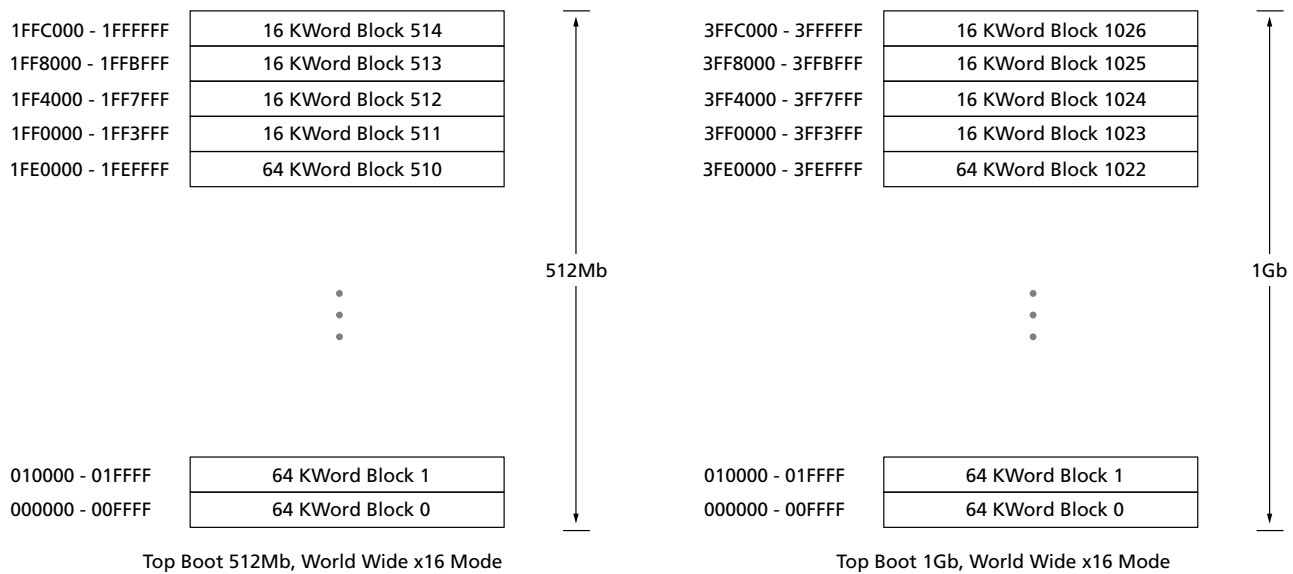 1FFC000 - 1FFFFFF 16 KWord Block 514
1FF8000 - 1FFBFFF 16 KWord Block 513
1FF4000 - 1FF7FFF 16 KWord Block 512
1FF0000 - 1FF3FFF 16 KWord Block 511
1FE0000 - 1FEFFFF 64 KWord Block 510
512Mb
010000 - 01FFFF 64 KWord Block 1
000000 - 00FFFF 64 KWord Block 0
Top Boot 512Mb, World Wide x16 Mode
3FFC000 - 3FFFFFF 16 KWord Block 1026
3FF8000 - 3FFBFFF 16 KWord Block 1025
3FF4000 - 3FF7FFF 16 KWord Block 1024
3FF0000 - 3FF3FFF 16 KWord Block 1023
3FE0000 - 3FEFFFF 64 KWord Block 1022
1Gb
010000 - 01FFFF 64 KWord Block 1
000000 - 00FFFF 64 KWord Block 0
Top Boot 1Gb, World Wide x16 Mode